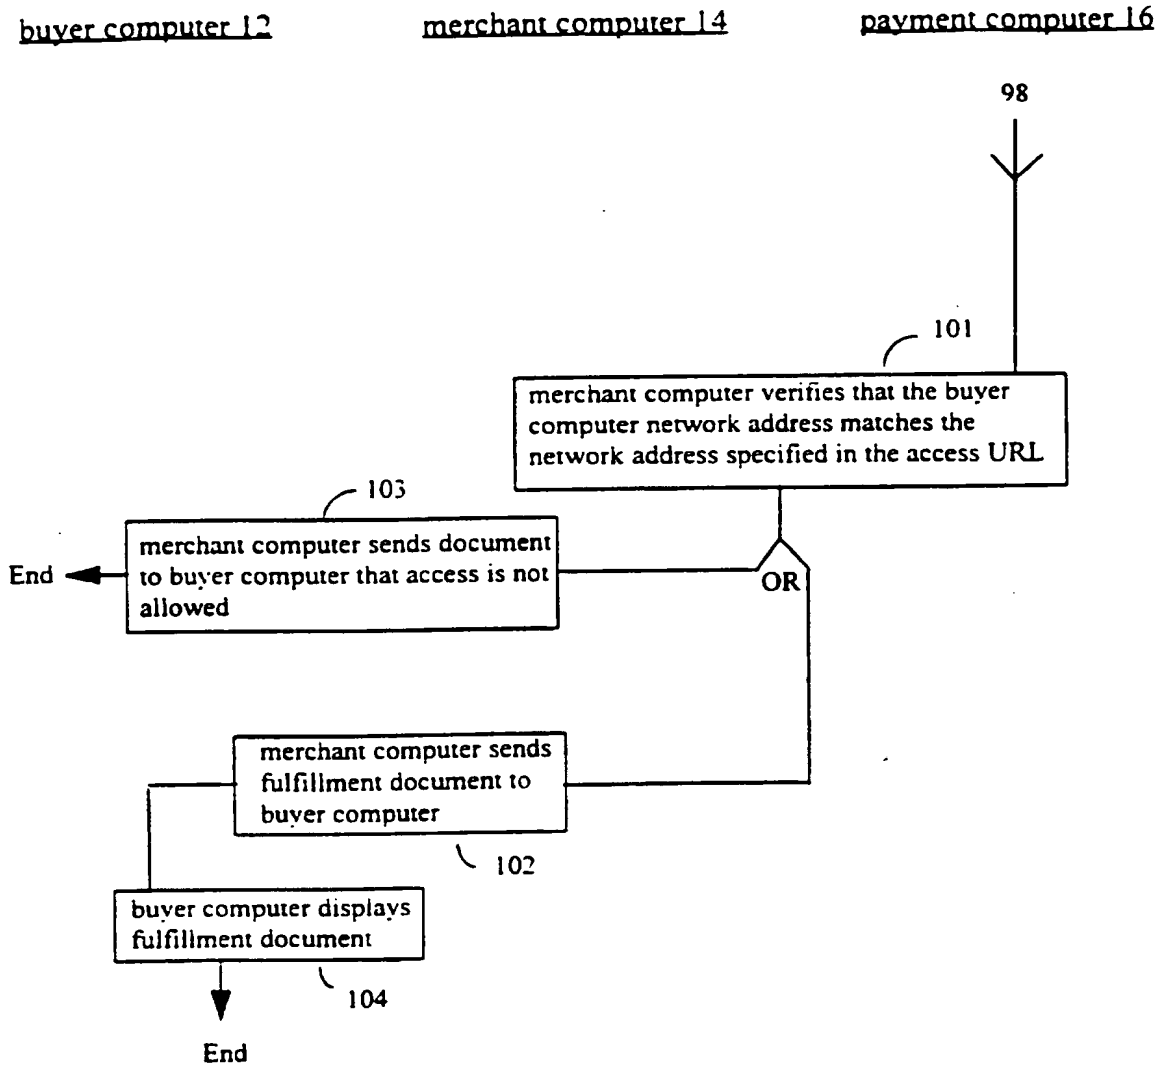 buyer computer 12
merchant computer 14
payment computer 16
98
101
merchant computer verifies that the buyer
computer network address matches the
network address specified in the access URL
103
merchant computer sends document
to buyer computer that access is not
allowed
End
OR
merchant computer sends
fulfillment document to
buyer computer
102
buyer computer displays
fulfillment document
104
End